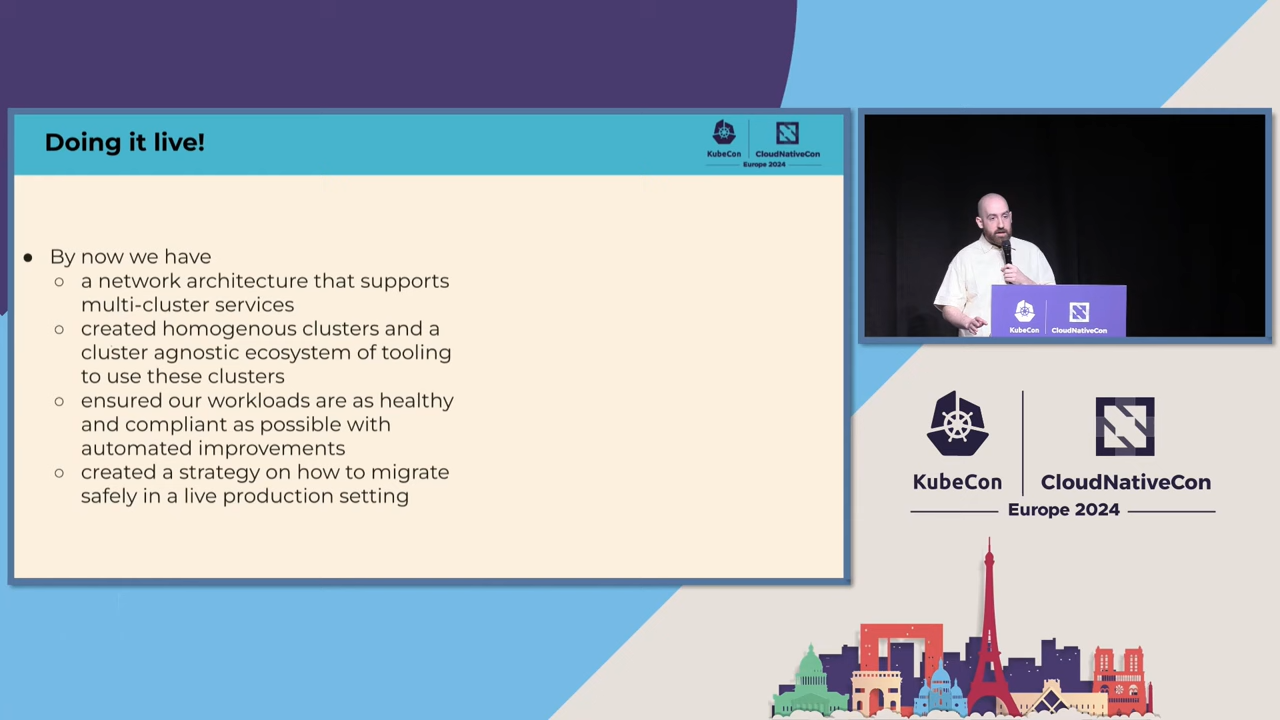 Doing it live!
KubeCon
CloudNativeCon
Europe 2024
● By now we have
○ a network architecture that supports
multi-cluster services
○ created homogenous clusters and a
cluster agnostic ecosystem of tooling
to use these clusters
○ ensured our workloads are as healthy
and compliant as possible with
automated improvements
○ created a strategy on how to migrate
safely in a live production setting
KubeCon
CloudNativeCon
KubeCon
CloudNativeCon
Europe 2024